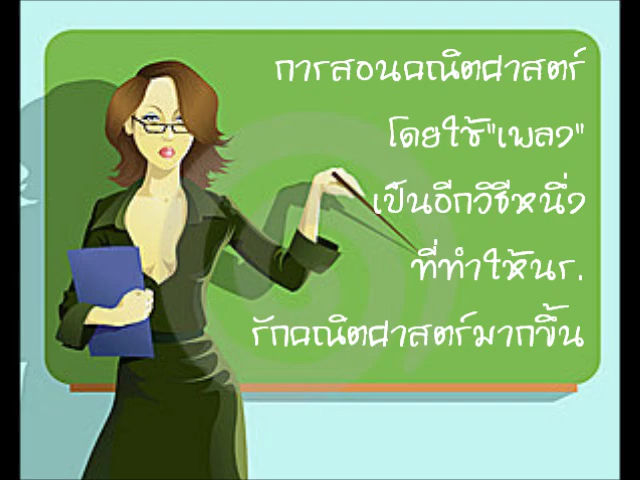 การสอนคณิตศาสตร์
โดยใช้"เพลง"
เป็นอีกวิธีหนึ่ง
ที่ทำให้นร.
รักคณิตศาสตร์มากขึ้น